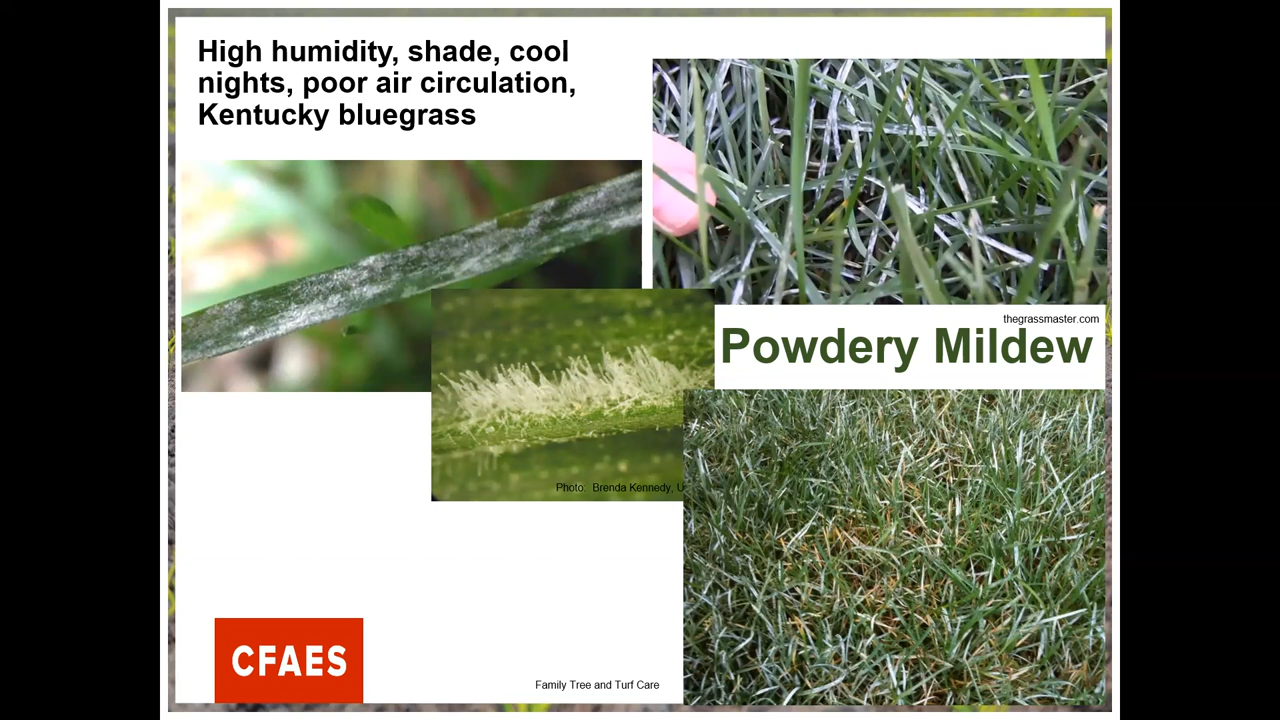 High humidity, shade, cool
nights, poor air circulation,
Kentucky bluegrass
thegrassmaster.com
Powdery Mildew
Photo: Brenda Kennedy,
CFAES
Family Tree and Turf Care